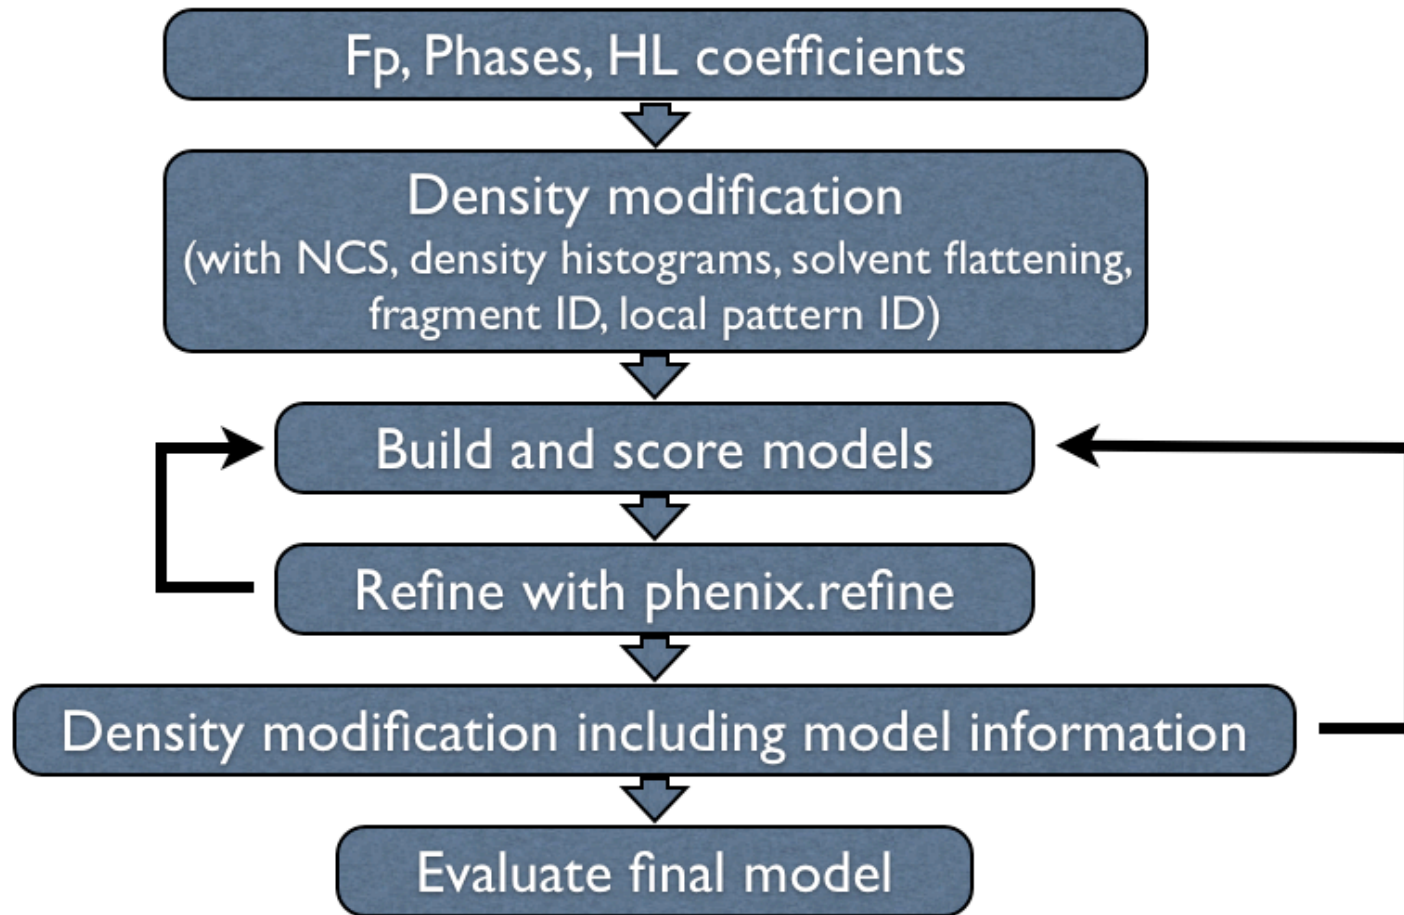 Fp, Phases, HL coefficients
Density modification
(with NCS, density histograms, solvent flattening,
fragment ID, local pattern ID)
Build and score models
Refine with phenix.refine
Density modification including model information
Evaluate final model